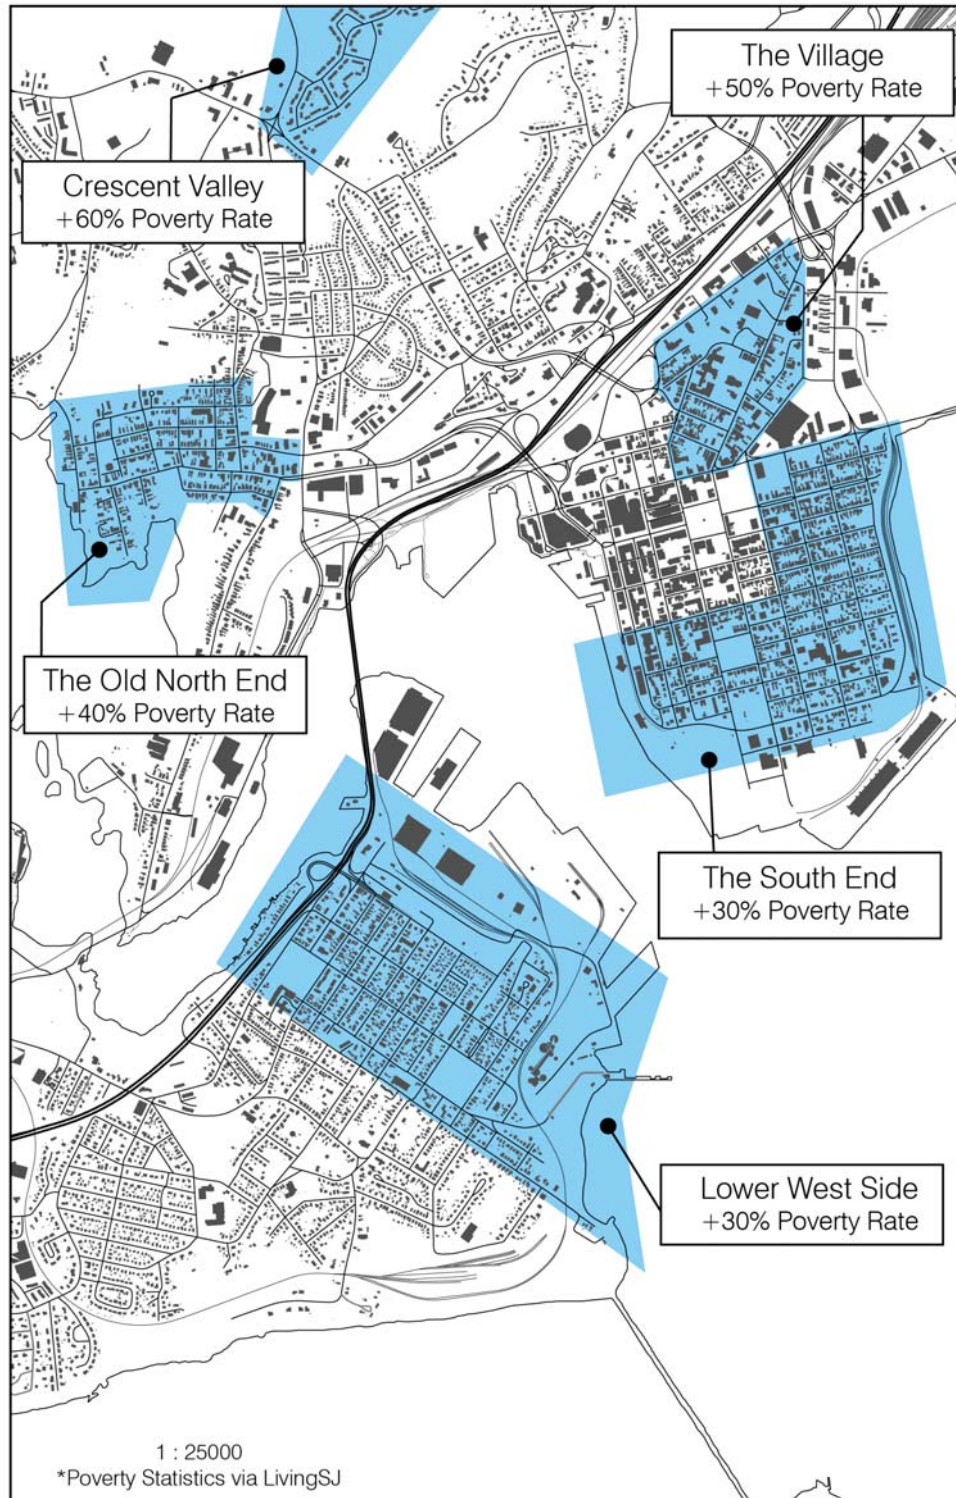 The Village
+50% Poverty Rate
Crescent Valley
+60% Poverty Rate
The Old North End
+40% Poverty Rate
The South End
+30% Poverty Rate
Lower West Side
+30% Poverty Rate
1 : 25000
*Poverty Statistics via LivingSJ